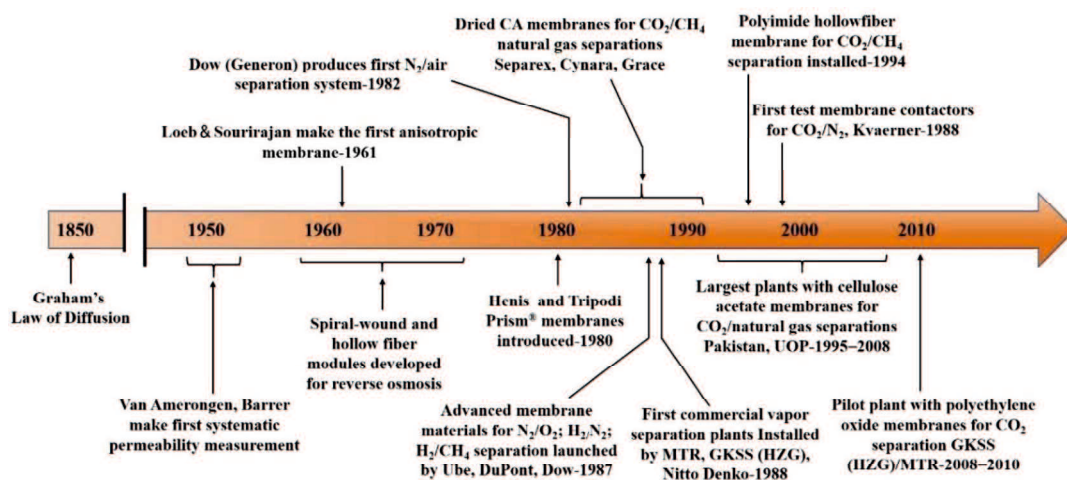 Dried CA membranes for CO₂/CH₄
natural gas separations
Separex, Cynara, Grace
Polyimide hollowfiber
membrane for CO₂/CH₄
separation installed-1994
Dow (Generon) produces first N₂/air
separation system-1982
First test membrane contactors
for CO₂/N₂, Kvaerner-1988
Loeb & Sourirajan make the first anisotropic
membrane-1961
1850
1950
1960
1970
1980
1990
2000
2010
Graham's
Law of Diffusion
Van Amerongen, Barrer
make first systematic
permeability measurement
Spiral-wound and
hollow fiber
modules developed
for reverse osmosis
Henis and Tripodi
Prism® membranes
introduced-1980
Advanced membrane
materials for N₂/O₂; H₂/N₂;
H₂/CH₄ separation launched
by Ube, DuPont, Dow-1987
First commercial vapor
separation plants Installed
by MTR, GKSS (HZG),
Nitto Denko-1988
Largest plants with cellulose
acetate membranes for
CO₂/natural gas separations
Pakistan, UOP-1995–2008
Pilot plant with polyethylene
oxide membranes for CO₂
separation GKSS
(HZG)/MTR-2008–2010